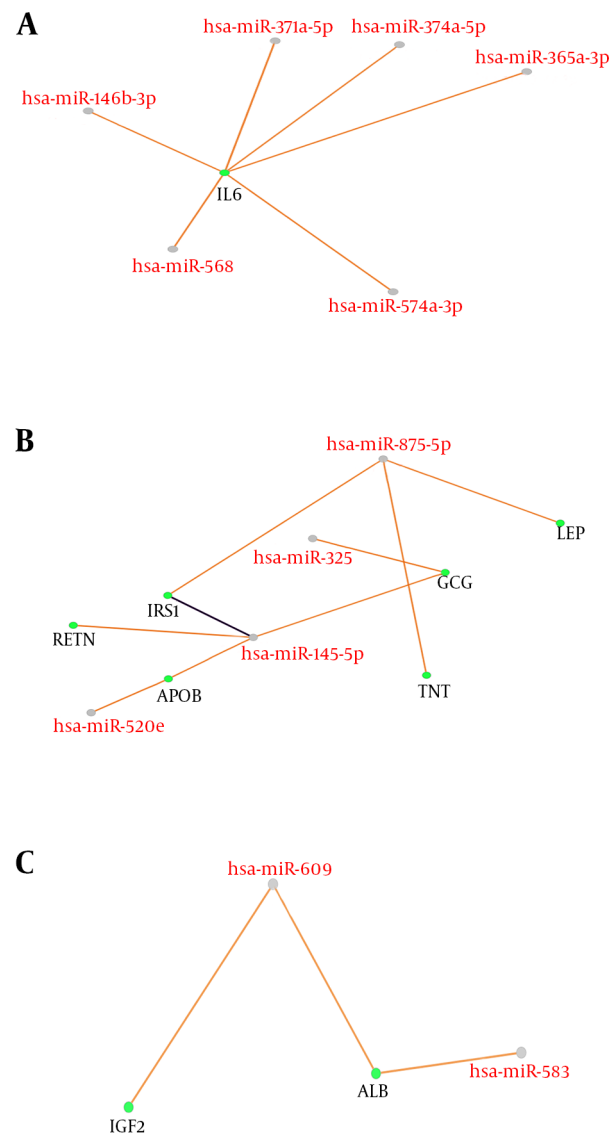 A
hsa-miR-371a-5p
hsa-miR-374a-5p
hsa-miR-365a-3p
hsa-miR-146b-3p
IL6
hsa-miR-568
hsa-miR-574a-3p
B
hsa-miR-875-5p
LEP
hsa-miR-325
GCG
IRS1
RETN
hsa-miR-145-5p
APOB
TNT
hsa-miR-520e
C
hsa-miR-609
hsa-miR-583
ALB
IGF2